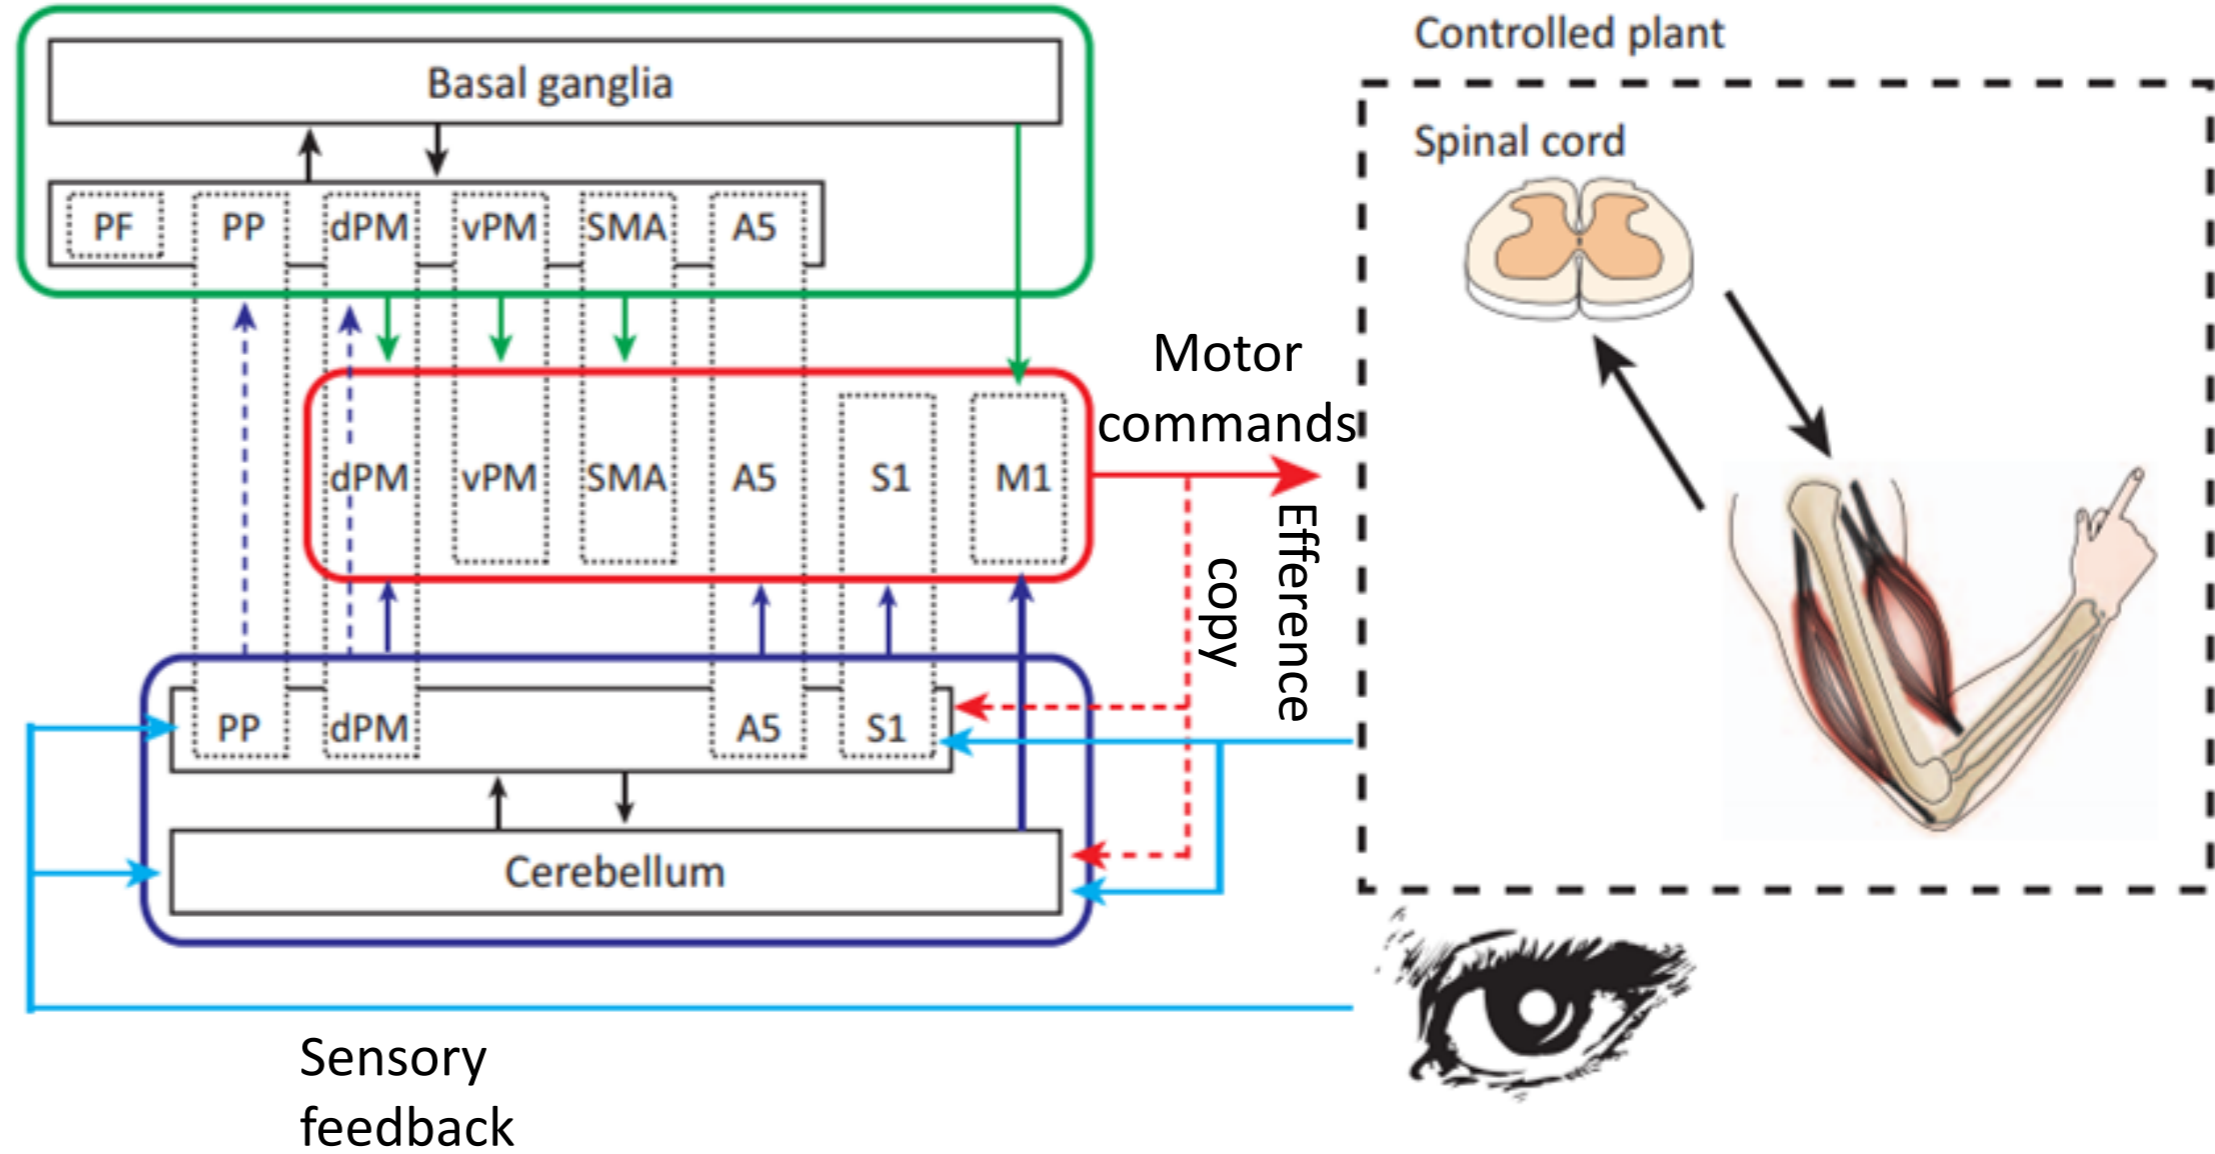 Controlled plant
Basal ganglia
Spinal cord
PF PP dPM vPM SMA A5
Motor
commands
dPM vPM SMA A5 S1 M1
Efference
copy
PP dPM A5 S1
Cerebellum
Sensory
feedback